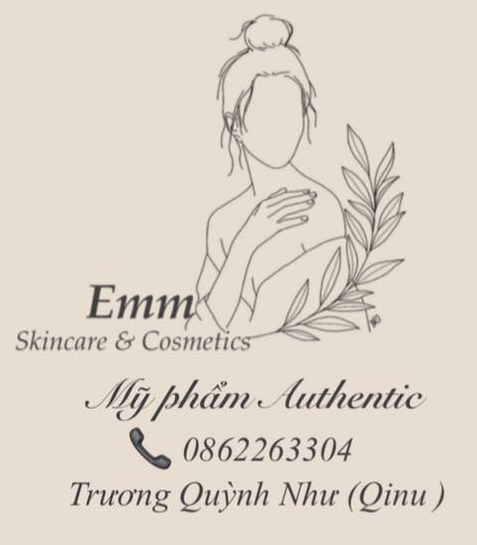 Emm
Skincare & Cosmetics
Mỹ phẩm Authentic
0862263304
Trương Quỳnh Như (Qinu )